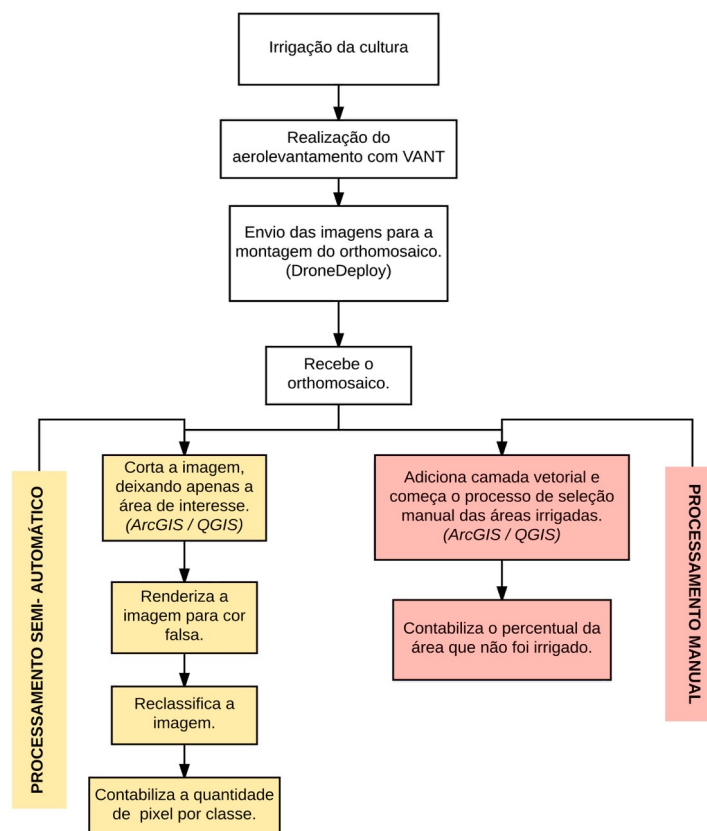 Irrigação da cultura
Realização do
aerolevantamento com VANT
Envio das imagens para a
montagem do orthomosaico.
(DroneDeploy)
Recebe o
orthomosaico.
PROCESSAMENTO SEMI- AUTOMÁTICO
Corta a imagem,
deixando apenas a
área de interesse.
(ArcGIS / QGIS)
Renderiza a
imagem para cor
falsa.
Reclassifica a
imagem.
Contabiliza a quantidade
de pixel por classe.
Adiciona camada vetorial e
começa o processo de seleção
manual das áreas irrigadas.
(ArcGIS / QGIS)
Contabiliza o percentual da
área que não foi irrigado.
PROCESSAMENTO MANUAL